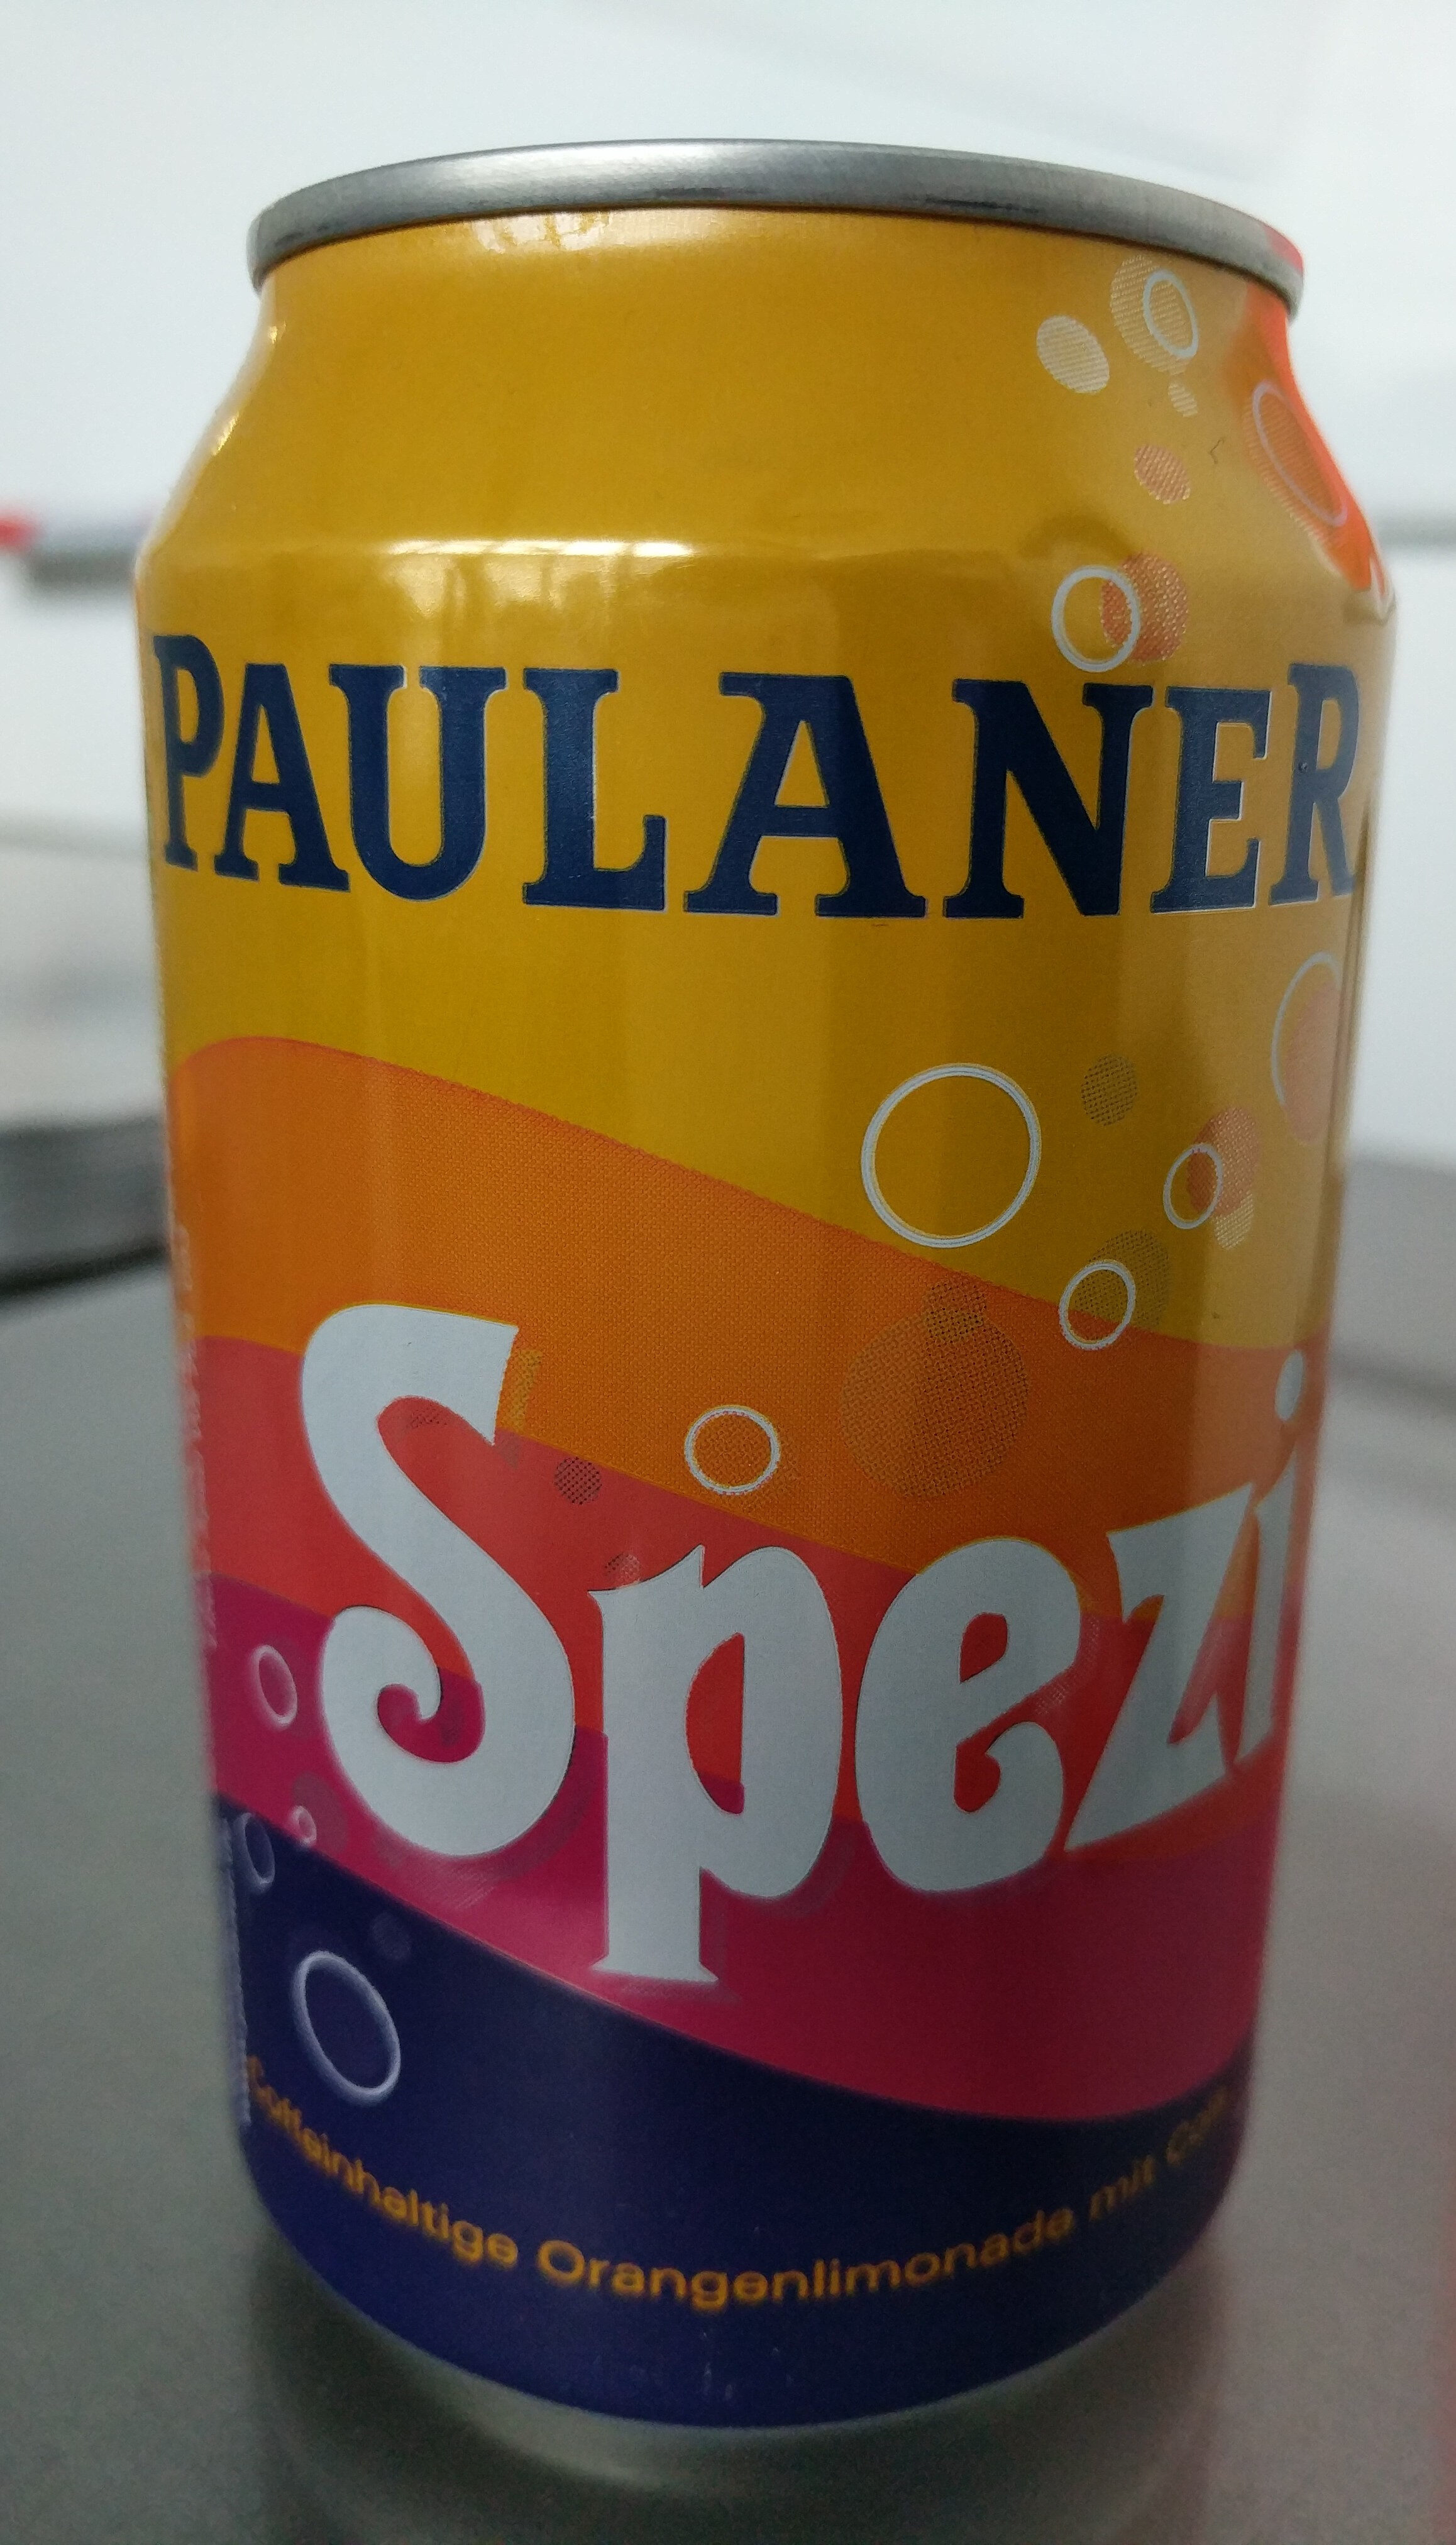 PAULANER
Spezi
Coffeinhaltige Orangenlimonade mit